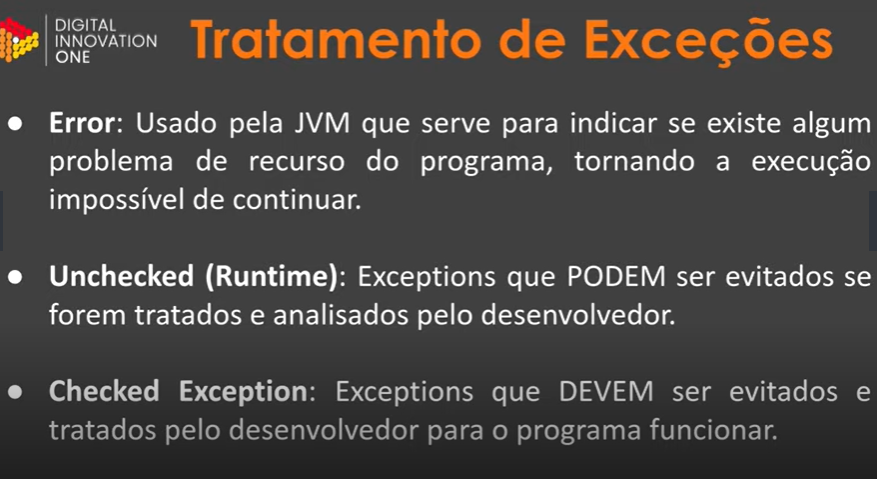 DIGITAL
INNOVATION
ONE
Tratamento de Exceções
● Error: Usado pela JVM que serve para indicar se existe algum
problema de recurso do programa, tornando a execução
impossível de continuar.
● Unchecked (Runtime): Exceptions que PODEM ser evitados se
forem tratados e analisados pelo desenvolvedor.
● Checked Exception: Exceptions que DEVEM ser evitados e
tratados pelo desenvolvedor para o programa funcionar.